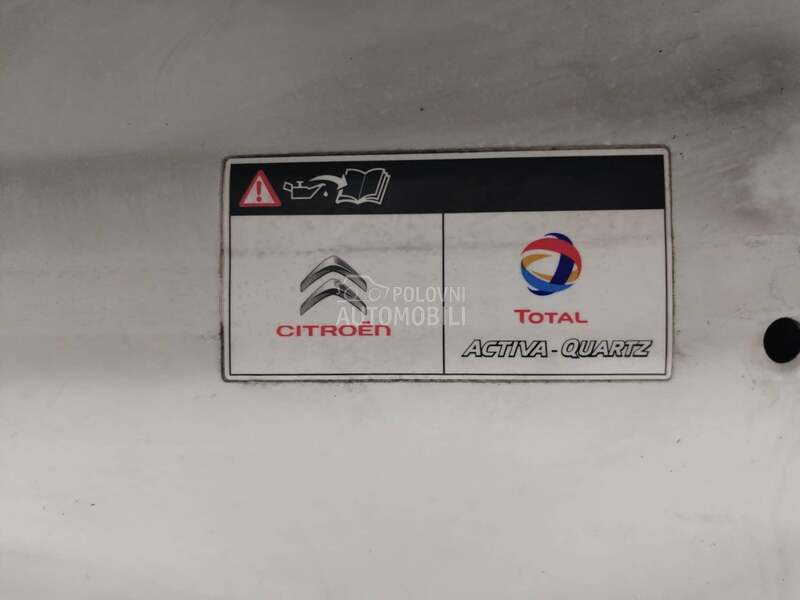 CITROËN
TOTAL
ACTIVA - QUARTZ
POLOVNI
AUTOMOBILI